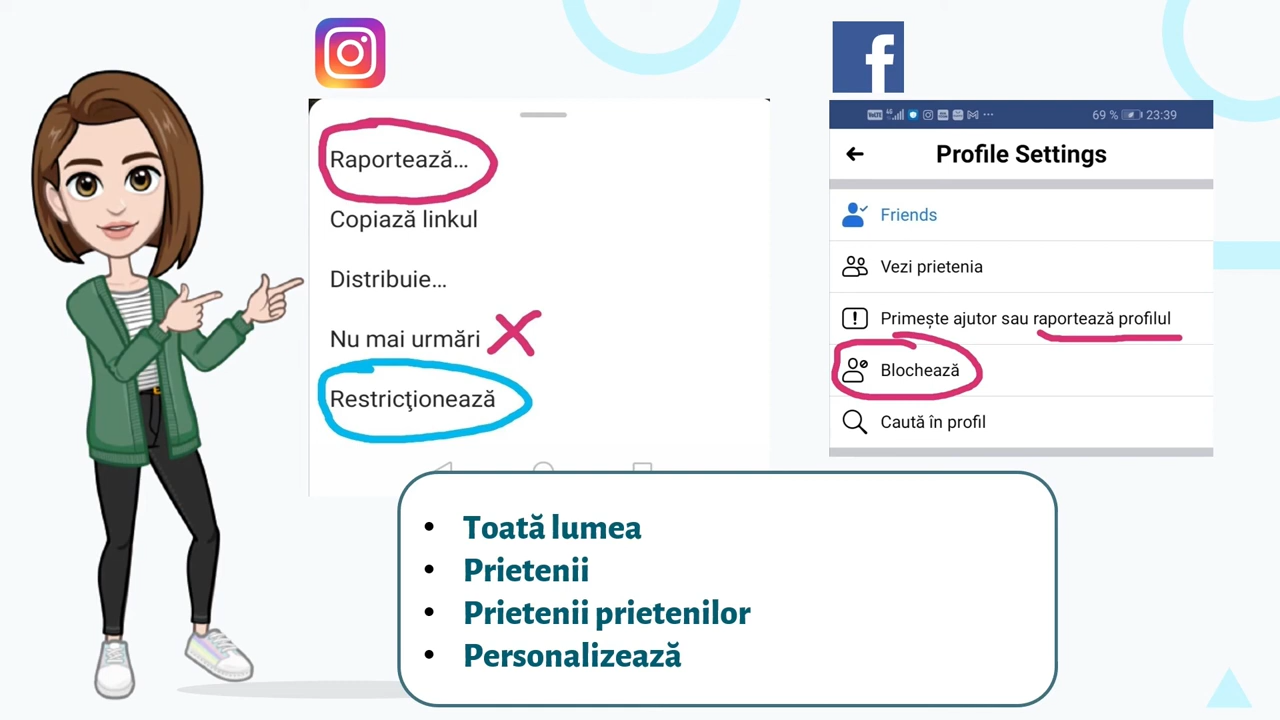 Raportează...
Copiază linkul
Distribuie...
Nu mai urmări
Restricţionează
69 % 23:39
Profile Settings
Friends
Vezi prietenia
Primește ajutor sau raportează profilul
Blochează
Caută în profil
• Toată lumea
• Prietenii
• Prietenii prietenilor
• Personalizează